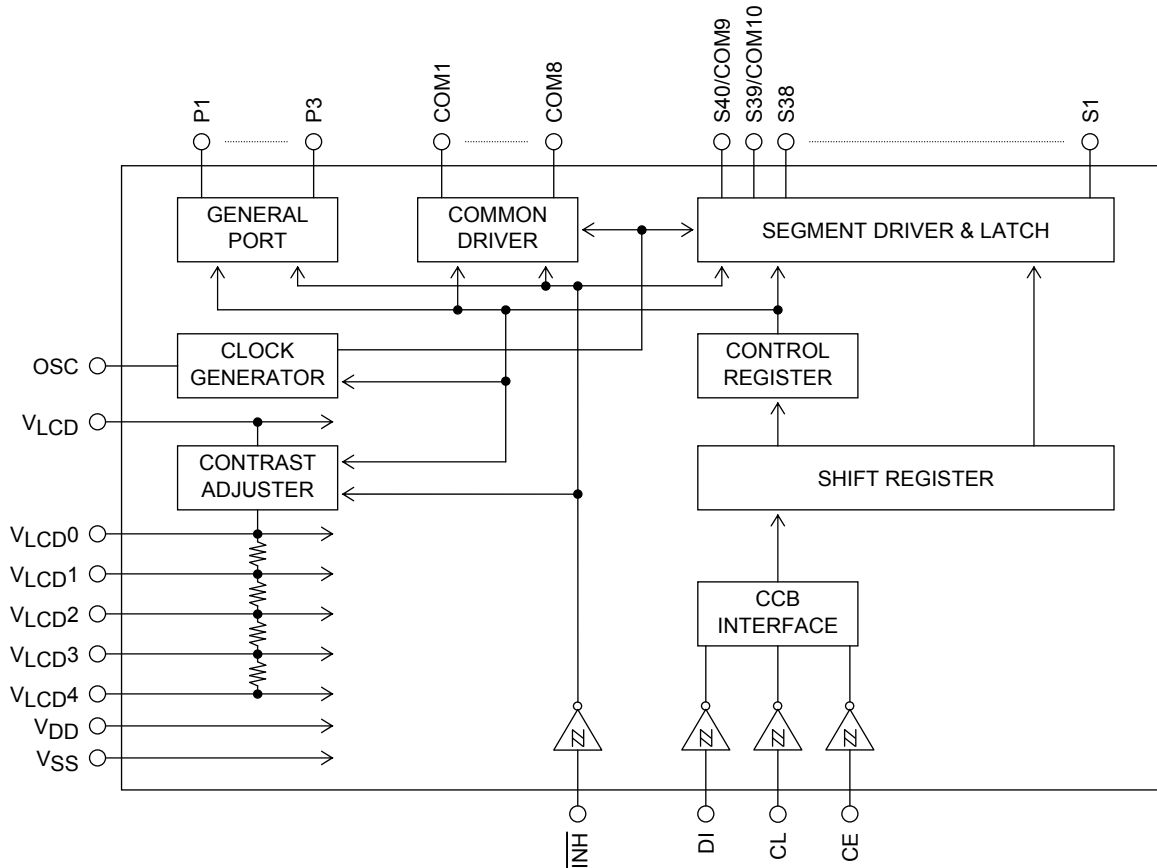 P1
P3
COM1
COM8
S40/COM9
S39/COM10
S38
S1
GENERAL
PORT
COMMON
DRIVER
SEGMENT DRIVER & LATCH
OSC
CLOCK
GENERATOR
CONTROL
REGISTER
VLCD
CONTRAST
ADJUSTER
SHIFT REGISTER
VLCD0
VLCD1
VLCD2
VLCD3
VLCD4
VDD
VSS
CCB
INTERFACE
INH
DI
CL
CE